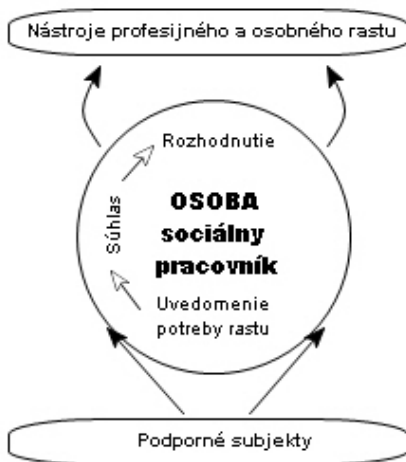 Nástroje profesijného a osobného rastu
Rozhodnutie
Súhlas
OSOBA
sociálny
pracovník
Uvedomenie
potreby rastu
Podporné subjekty